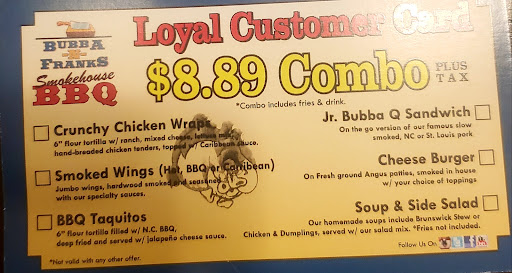 Loyal Customer Card
BUBBA
-N-
FRANKS
Smokehouse
BBQ
$8.89 Combo PLUS TAX
*Combo includes fries & drink.
Crunchy Chicken Wraps
6" flour tortilla w/ ranch, mixed cheese, lettuce mix,
hand-breaded chicken tenders, topped w/ Caribbean sauce.
Smoked Wings (Hot, BBQ or Caribbean)
Jumbo wings, hardwood smoked and seasoned
with our specialty sauces.
BBQ Taquitos
6" flour tortilla filled w/ N.C. BBQ,
deep fried and served w/ jalapeño cheese sauce.
*Not valid with any other offer.
Jr. Bubba Q Sandwich
On the go version of our famous slow
smoked, NC or St. Louis pork
Cheese Burger
On Fresh ground Angus patties, smoked in house
w/ your choice of toppings
Soup & Side Salad
Our homemade soups include Brunswick Stew or
Chicken & Dumplings, served w/ our salad mix. *Fries not included.
Follow Us On